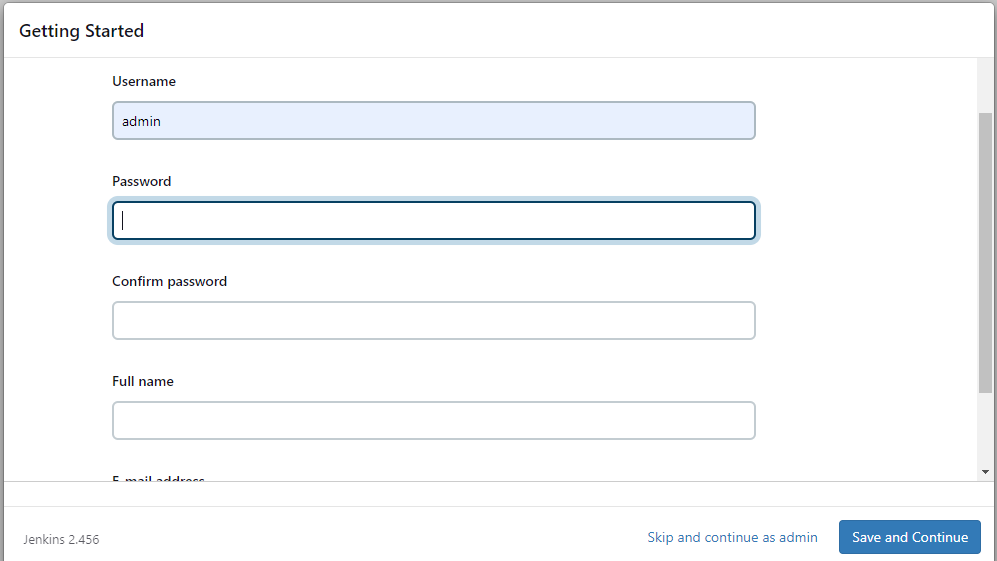 Getting Started
Username
admin
Password
Confirm password
Full name
E-mail address
Jenkins 2.456
Skip and continue as admin
Save and Continue